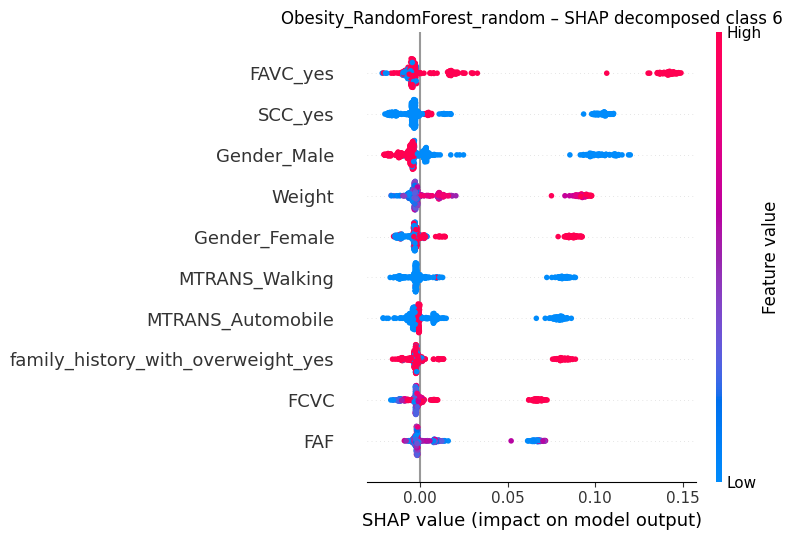 Obesity_RandomForest_random – SHAP decomposed class 6
High
FAVC_yes
SCC_yes
Gender_Male
Weight
Gender_Female
MTRANS_Walking
MTRANS_Automobile
family_history_with_overweight_yes
FCVC
FAF
Feature value
Low
0.00 0.05 0.10 0.15
SHAP value (impact on model output)